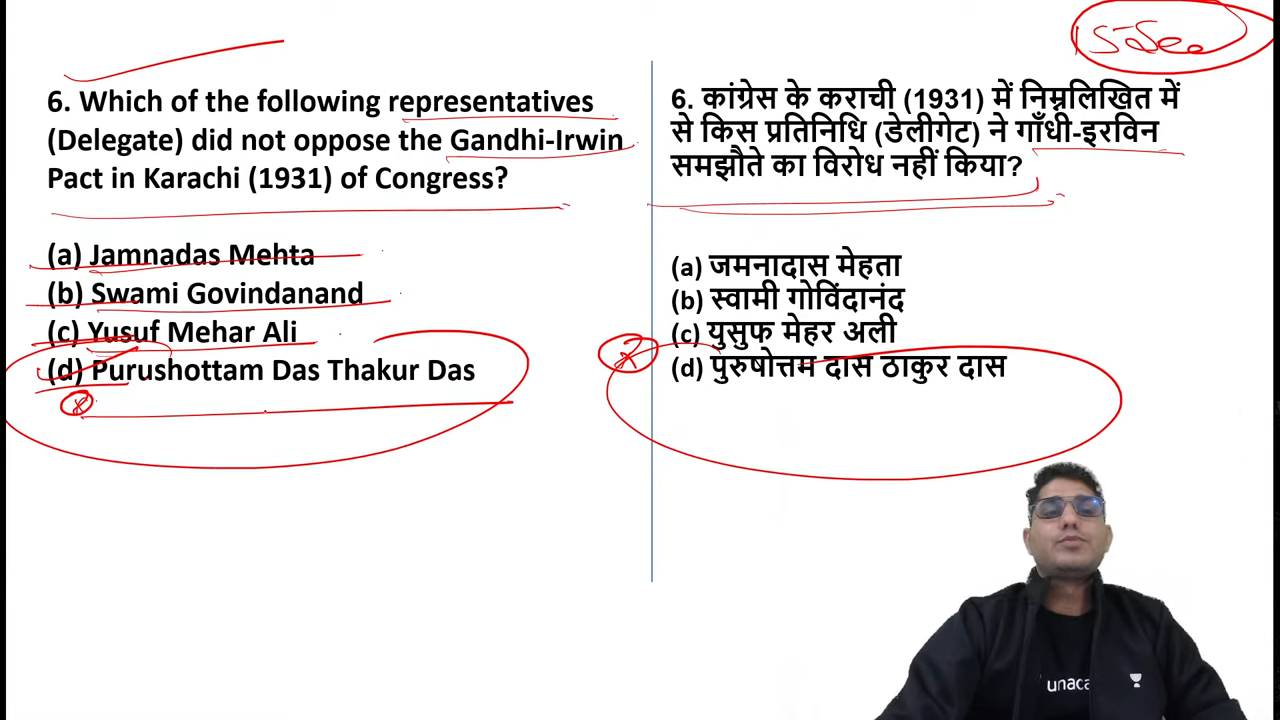 15 Sec
6. Which of the following representatives
(Delegate) did not oppose the Gandhi-Irwin
Pact in Karachi (1931) of Congress?
(a) Jamnadas Mehta
(b) Swami Govindanand
(c) Yusuf Mehar Ali
(d) Purushottam Das Thakur Das
6. कांग्रेस के कराची (1931) में निम्नलिखित में
से किस प्रतिनिधि (डेलीगेट) ने गाँधी-इरविन
समझौते का विरोध नहीं किया?
(a) जमनादास मेहता
(b) स्वामी गोविंदानंद
(c) युसुफ मेहर अली
(d) पुरुषोत्तम दास ठाकुर दास
unaca